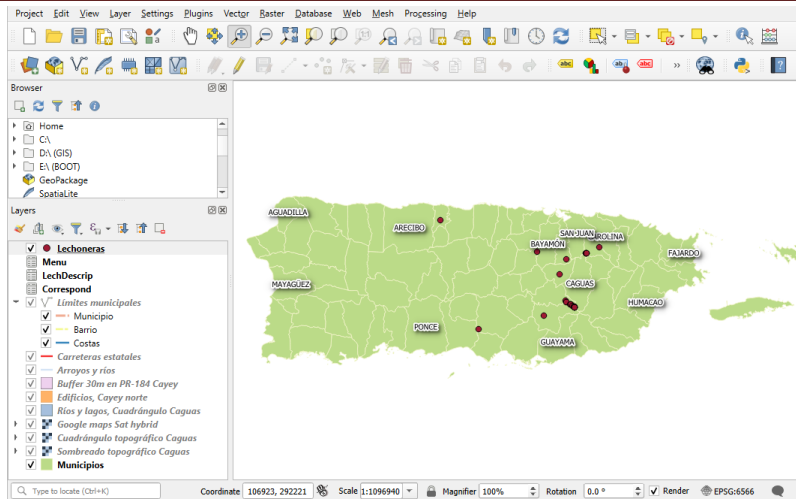 Project Edit View Layer Settings Plugins Vector Raster Database Web Mesh Processing Help
abc ab abc » ?
Browser
Home
C:\
D:\ (GIS)
E:\ (BOOT)
GeoPackage
SpatiaLite
Layers
Lechoneras
Menu
LechDescrip
Correspond
Límites municipales
Municipio
Barrio
Costas
Carreteras estatales
Arroyos y ríos
Buffer 30m en PR-184 Cayey
Edificios, Cayey norte
Ríos y lagos, Cuadrángulo Caguas
Google maps Sat hybrid
Cuadrángulo topográfico Caguas
Sombreado topográfico Caguas
Municipios
AGUADILLA
ARECIBO
SAN-JUAN
BAYAMÓN
FAJARDO
MAYAGÜEZ
CAGUAS
HUMACAO
PONCE
GUAYAMA
Type to locate (Ctrl+K) Coordinate 106923, 292221 Scale 1:1096940 Magnifier 100% Rotation 0.0 ° Render EPSG:6566